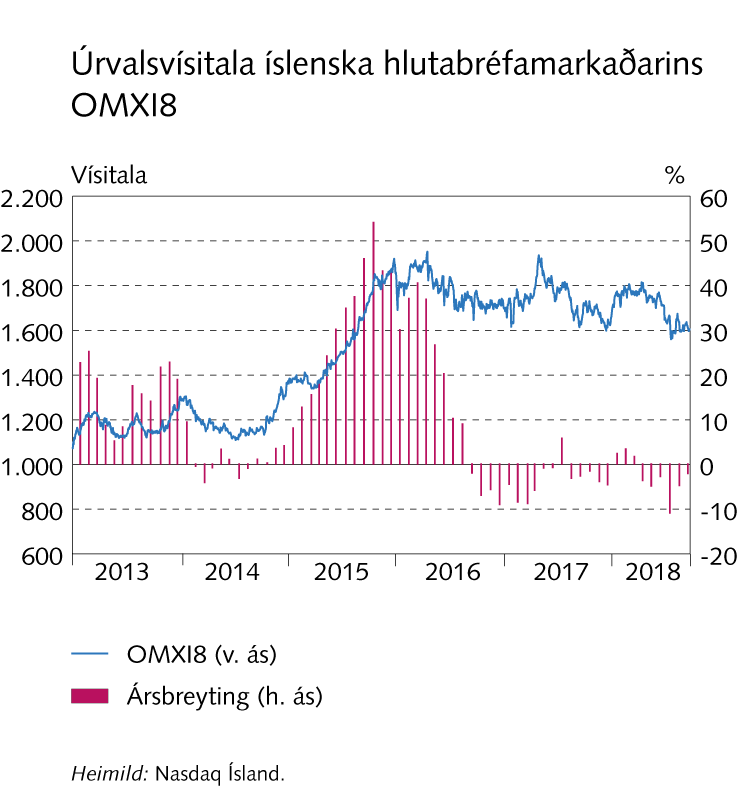 Úrvalsvísitala íslenska hlutabréfamarkaðarins
OMXI8
Vísitala %
2.200 60
2.000 50
1.800 40
1.600 30
1.400 20
1.200 10
1.000 0
800 -10
600 -20
2013 2014 2015 2016 2017 2018
OMXI8 (v. ás)
Ársbreyting (h. ás)
Heimild: Nasdaq Ísland.